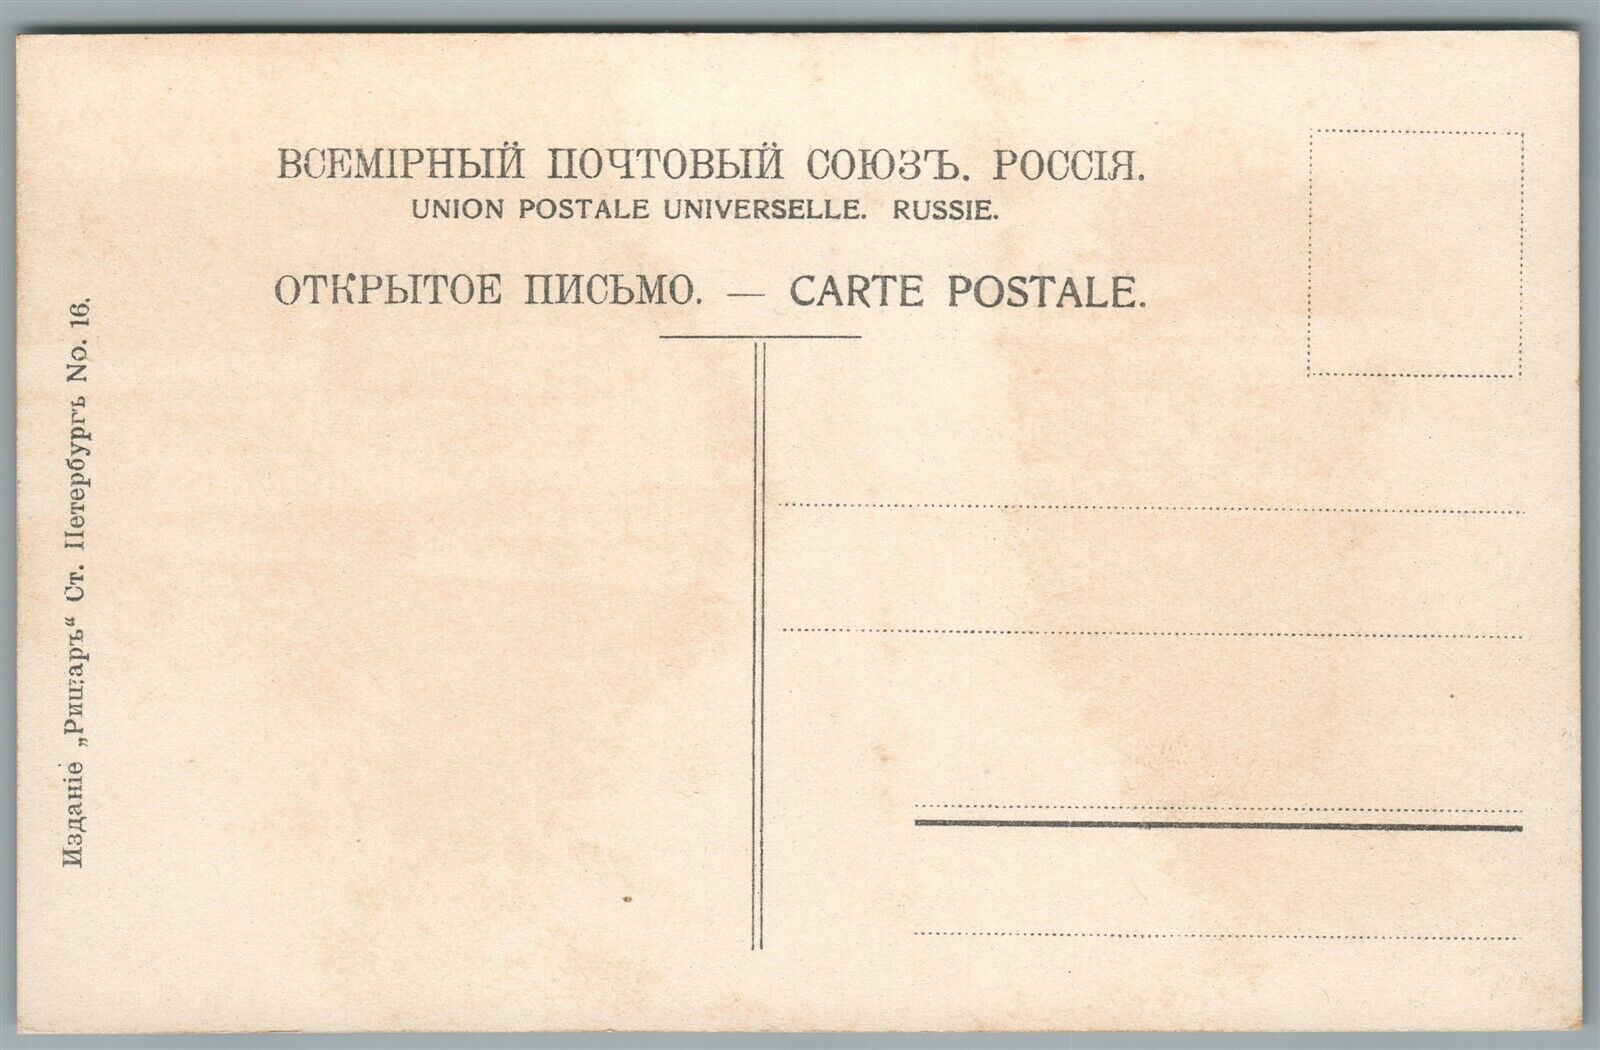 ВСЕМІРНЫЙ ПОЧТОВЫЙ СОЮЗЪ. РОССІЯ.
UNION POSTALE UNIVERSELLE. RUSSIE.
ОТКРЫТОЕ ПИСЬМО. — CARTE POSTALE.
Изданіе „Ришаръ“ Ст. Петербургъ No. 16.